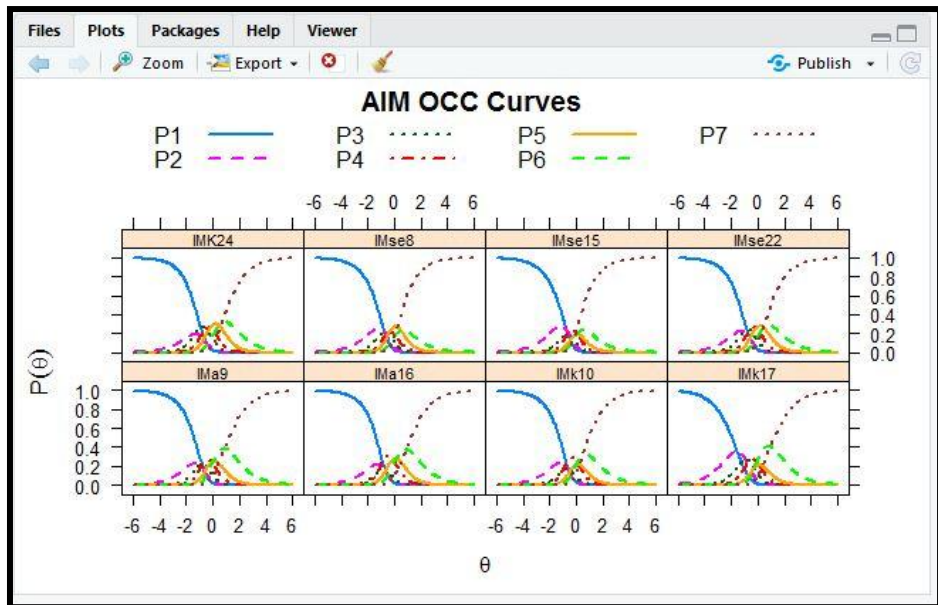 Files Plots Packages Help Viewer
Zoom Export Publish
AIM OCC Curves
P1 P3 P5 P7
P2 P4 P6
-6 -4 -2 0 2 4 6 -6 -4 -2 0 2 4 6
IMK24 IMse8 IMse15 IMse22
1.0
0.8
0.6
0.4
0.2
0.0
P(θ)
IMa9 IMa16 IMk10 IMk17
1.0
0.8
0.6
0.4
0.2
0.0
-6 -4 -2 0 2 4 6 -6 -4 -2 0 2 4 6
θ